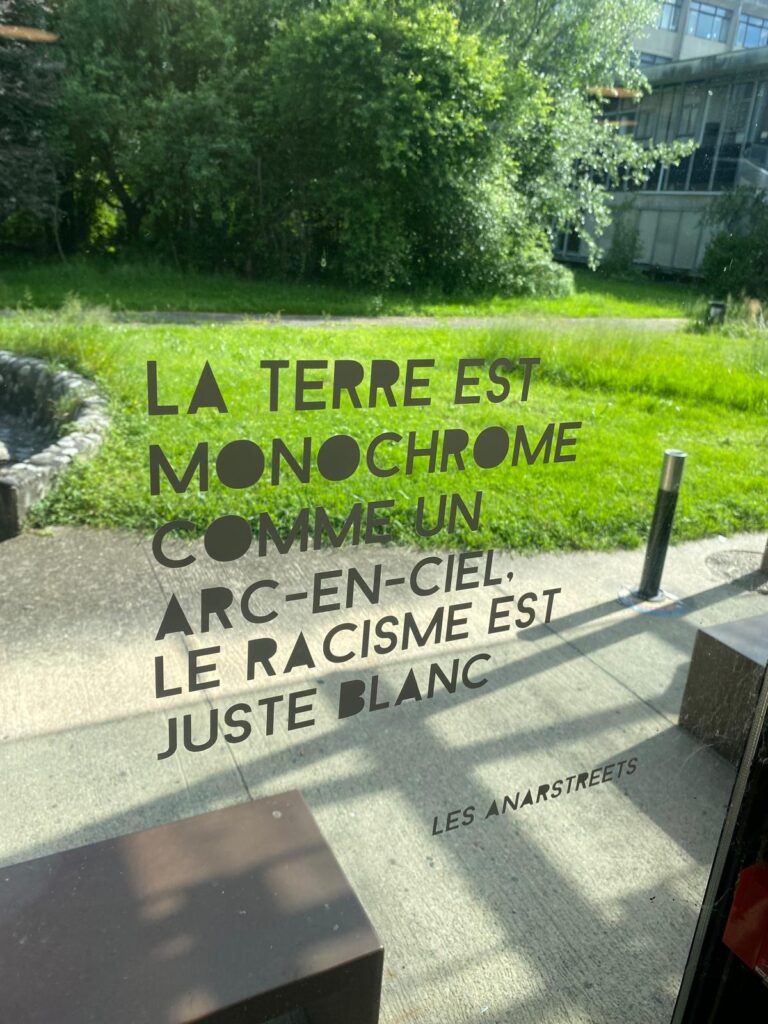 LA TERRE EST
MONOCHROME
COMME UN
ARC-EN-CIEL,
LE RACISME EST
JUSTE BLANC
LES ANARSTREETS